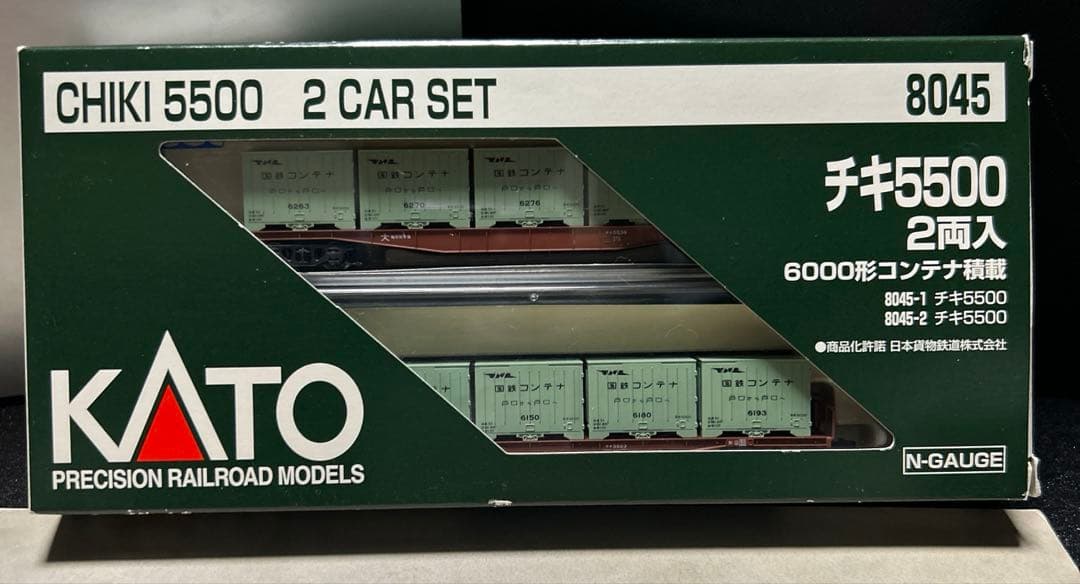 CHIKI 5500 2 CAR SET 8045
チキ5500
2両入
6000形コンテナ積載
8045-1 チキ5500
8045-2 チキ5500
●商品化許諾 日本貨物鉄道株式会社
国鉄コンテナ 国鉄コンテナ 国鉄コンテナ
6263 6270 6276
国鉄コンテナ 国鉄コンテナ 国鉄コンテナ
6150 6180 6193
KATO
PRECISION RAILROAD MODELS
N-GAUGE